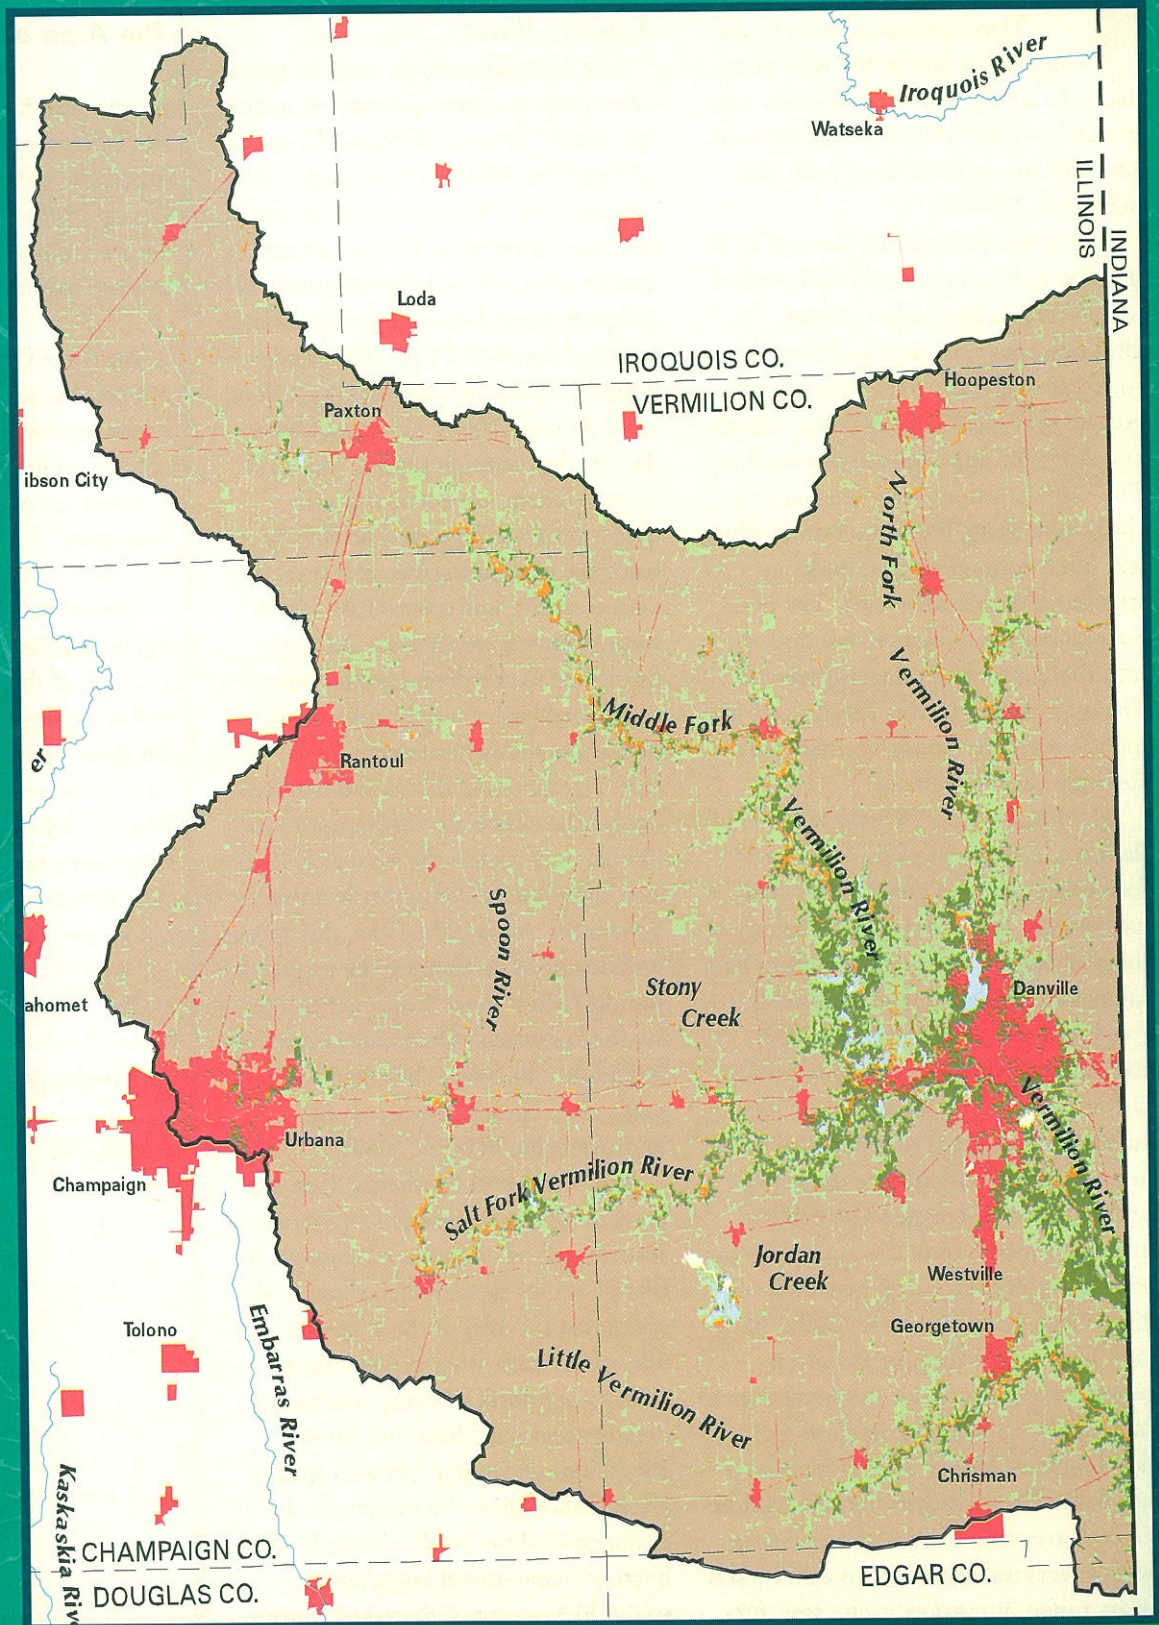 Iroquois River
Watseka
ILLINOIS
INDIANA
Loda
IROQUOIS CO.
VERMILION CO.
Hoopeston
Paxton
ibson City
North Fork
Vermilion River
Middle Fork
Vermilion River
er
Rantoul
Spoon River
Stony
Creek
Danville
ahomet
Urbana
Champaign
Vermilion River
Salt Fork Vermilion River
Jordan
Creek
Westville
Georgetown
Tolono
Embarras River
Little Vermilion River
Chrisman
Kaskaskia Riv
CHAMPAIGN CO.
DOUGLAS CO.
EDGAR CO.